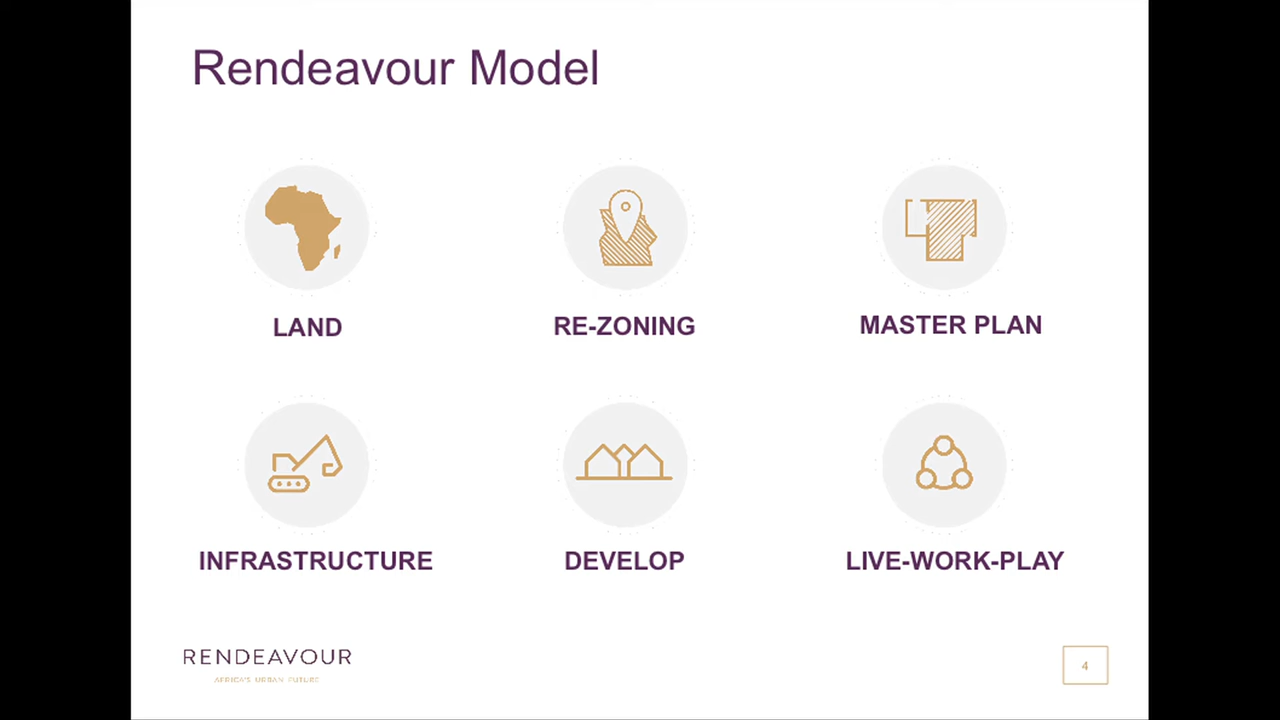 Rendeavour Model
LAND
RE-ZONING
MASTER PLAN
INFRASTRUCTURE
DEVELOP
LIVE-WORK-PLAY
RENDEAVOUR
AFRICA'S URBAN FUTURE
4